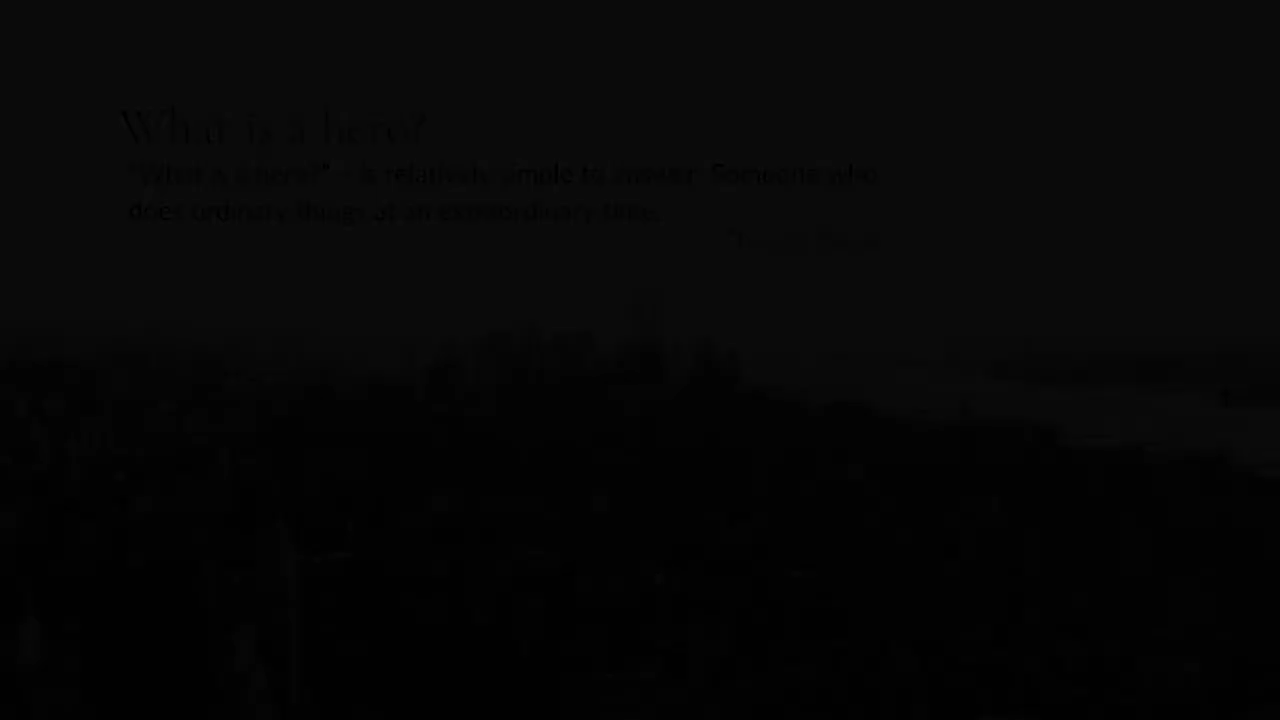 What is a hero?
"What is a hero?" – is relatively simple to answer. Someone who
does ordinary things at an extraordinary time.